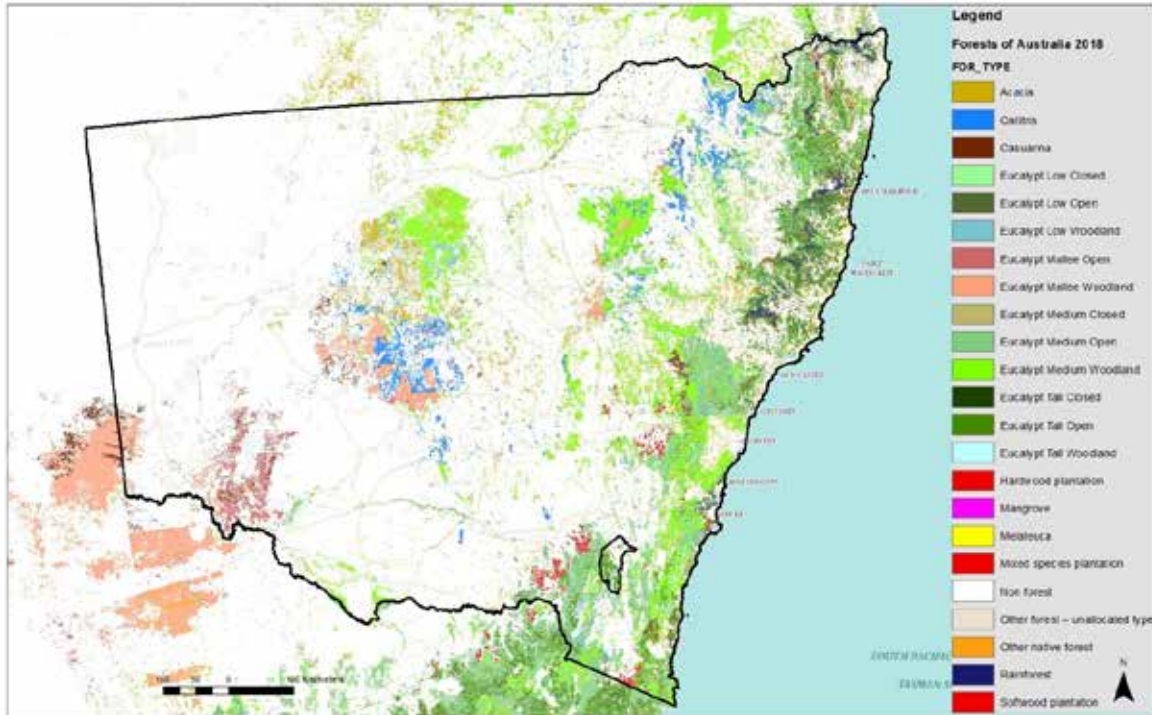 Legend
Forests of Australia 2018
FOR_TYPE
Acacia
Callitris
Casuarina
Eucalypt Low Closed
Eucalypt Low Open
Eucalypt Low Woodland
Eucalypt Mallee Open
Eucalypt Mallee Woodland
Eucalypt Medium Closed
Eucalypt Medium Open
Eucalypt Medium Woodland
Eucalypt Tall Closed
Eucalypt Tall Open
Eucalypt Tall Woodland
Hardwood plantation
Mangrove
Melaleuca
Mixed species plantation
Non forest
Other forest – unallocated type
Other native forest
Rainforest
Softwood plantation
N
SOUTH PACIFIC